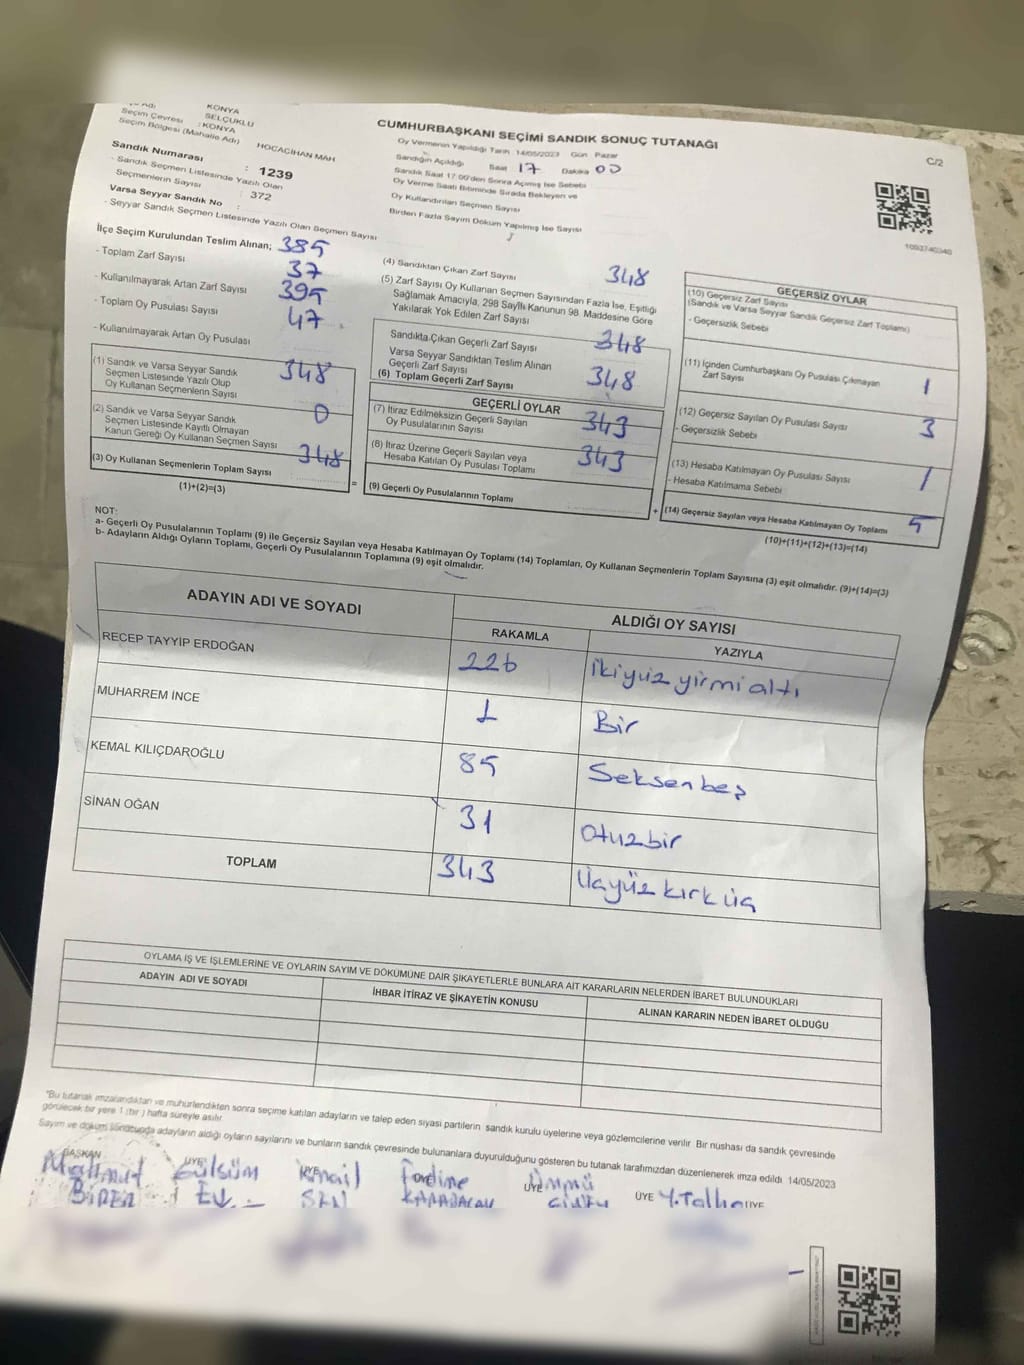 KONYA
SELÇUKLU
Seçim Çevresi : KONYA
Seçim Bölgesi (Mahalle Adı) HOCACİHAN MAH
Sandık Numarası : 1239
- Sandık Seçmen Listesinde Yazılı Olan
Seçmenlerin Sayısı : 372
Varsa Seyyar Sandık No :
- Seyyar Sandık Seçmen Listesinde Yazılı Olan Seçmen Sayısı
CUMHURBAŞKANI SEÇİMİ SANDIK SONUÇ TUTANAĞI
C/2
Oy Vermenin Yapıldığı Tarih 14/05/2023 Gün Pazar
Sandığın Açıldığı Saat 17 Dakika 00
Sandık Saat 17:00'den Sonra Açımış İse Sebebi
Oy Verme Saati Bitiminde Sırada Bekleyen ve
Oy Kullandırılan Seçmen Sayısı
Birden Fazla Sayım Döküm Yapılmış İse Sayısı
İlçe Seçim Kurulundan Teslim Alınan; 385
- Toplam Zarf Sayısı 37
- Kullanılmayarak Artan Zarf Sayısı 395
- Toplam Oy Pusulası Sayısı 47
- Kullanılmayarak Artan Oy Pusulası
(1) Sandık ve Varsa Seyyar Sandık 348
Seçmen Listesinde Yazılı Olup
Oy Kullanan Seçmenlerin Sayısı
(2) Sandık ve Varsa Seyyar Sandık 0
Seçmen Listesinde Kayıtlı Olmayan
Kanun Gereği Oy Kullanan Seçmen Sayısı
(3) Oy Kullanan Seçmenlerin Toplam Sayısı 348
(1)+(2)=(3)
(4) Sandıktan Çıkan Zarf Sayısı 348
(5) Zarf Sayısı Oy Kullanan Seçmen Sayısından Fazla İse, Eşitliği
Sağlamak Amacıyla, 298 Sayılı Kanunun 98. Maddesine Göre
Yakılarak Yok Edilen Zarf Sayısı
Sandıkta Çıkan Geçerli Zarf Sayısı 348
Varsa Seyyar Sandıktan Teslim Alınan
Geçerli Zarf Sayısı 348
(6) Toplam Geçerli Zarf Sayısı
GEÇERLİ OYLAR
(7) İtiraz Edilmeksizin Geçerli Sayılan 343
Oy Pusulalarının Sayısı
(8) İtiraz Üzerine Geçerli Sayılan veya 343
Hesaba Katılan Oy Pusulası Toplamı
(9) Geçerli Oy Pusulalarının Toplamı
=
+
GEÇERSİZ OYLAR
(10) Geçersiz Zarf Sayısı
(Sandık ve Varsa Seyyar Sandık Geçersiz Zarf Toplamı)
- Geçersizlik Sebebi
(11) İçinden Cumhurbaşkanı Oy Pusulası Çıkmayan 1
Zarf Sayısı
(12) Geçersiz Sayılan Oy Pusulası Sayısı 3
- Geçersizlik Sebebi
(13) Hesaba Katılmayan Oy Pusulası Sayısı 1
- Hesaba Katılmama Sebebi
(14) Geçersiz Sayılan veya Hesaba Katılmayan Oy Toplamı 5
(10)+(11)+(12)+(13)=(14)
NOT:
a- Geçerli Oy Pusulalarının Toplamı (9) ile Geçersiz Sayılan veya Hesaba Katılmayan Oy Toplamı (14) Toplamları, Oy Kullanan Seçmenlerin Toplam Sayısına (3) eşit olmalıdır. (9)+(14)=(3)
b- Adayların Aldığı Oyların Toplamı, Geçerli Oy Pusulalarının Toplamına (9) eşit olmalıdır.
ADAYIN ADI VE SOYADI
ALDIĞI OY SAYISI
RAKAMLA YAZIYLA
RECEP TAYYİP ERDOĞAN 226 ikiyüz yirmi altı
MUHARREM İNCE 1 Bir
KEMAL KILIÇDAROĞLU 85 Seksen beş
SİNAN OĞAN 31 Otuz bir
TOPLAM 343 Üçyüz kırk üç
OYLAMA İŞ VE İŞLEMLERİNE VE OYLARIN SAYIM VE DÖKÜMÜNE DAİR ŞİKAYETLERLE BUNLARA AİT KARARLARIN NELERDEN İBARET BULUNDUKLARI
ADAYIN ADI VE SOYADI İHBAR İTİRAZ VE ŞİKAYETİN KONUSU ALINAN KARARIN NEDEN İBARET OLDUĞU
"Bu tutanak imzalandıktan ve mühürlendikten sonra seçime katılan adayların ve talep eden siyasi partilerin sandık kurulu üyelerine veya gözlemcilerine verilir. Bir nüshası da sandık çevresinde
görülecek bir yere 1 (bir) hafta süreyle asılır.
Sayım ve döküm sonucunda adayların aldığı oyların sayılarını ve bunların sandık çevresinde bulunanlara duyurulduğunu gösteren bu tutanak tarafımızdan düzenlenerek imza edildi. 14/05/2023
BAŞKAN ÜYE ÜYE ÜYE ÜYE ÜYE ÜYE
Mahmut Gülsüm İsmail Ümmü Y.Talha
ŞEN